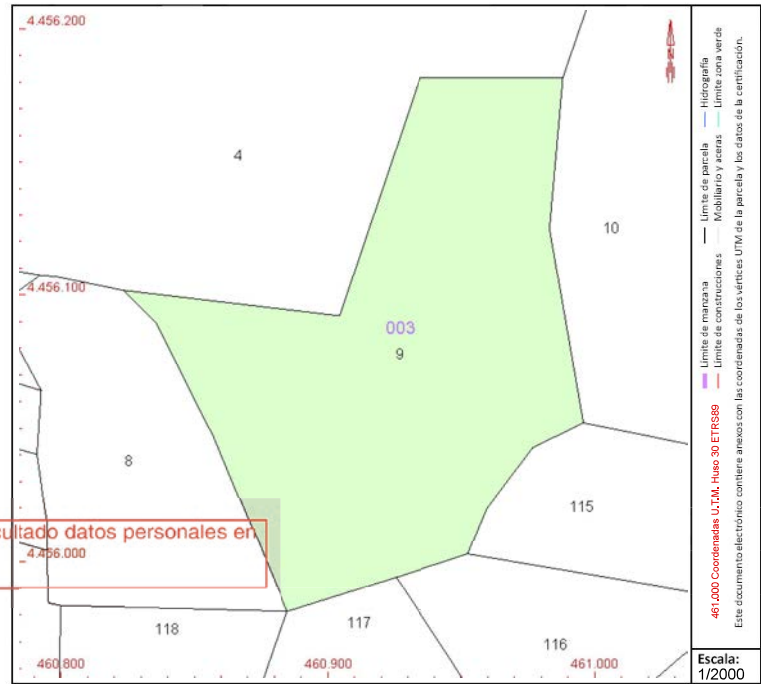 4.456.200
4
10
4.456.100
003
9
8
115
ocultado datos personales en
4.456.000
118
117
116
460.800
460.900
461.000
Límite de manzana
Límite de parcela
Hidrografía
Límite de construcciones
Mobiliario y aceras
Límite zona verde
461.000 Coordenadas U.T.M. Huso 30 ETRS89
Este documento electrónico contiene anexos con las coordenadas de los vértices UTM de la parcela y los datos de la certificación.
Escala:
1/2000